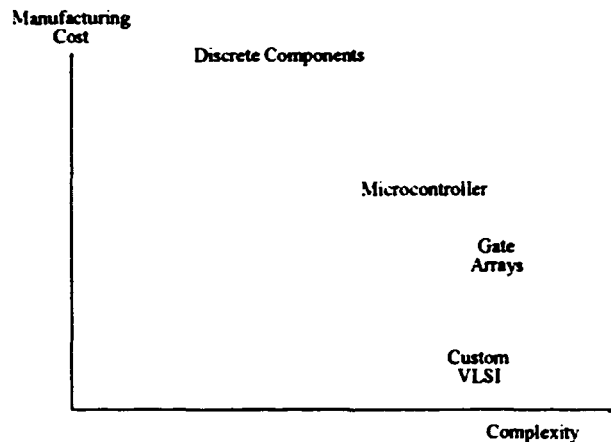 Manufacturing
Cost
Discrete Components
Microcontroller
Gate
Arrays
Custom
VLSI
Complexity